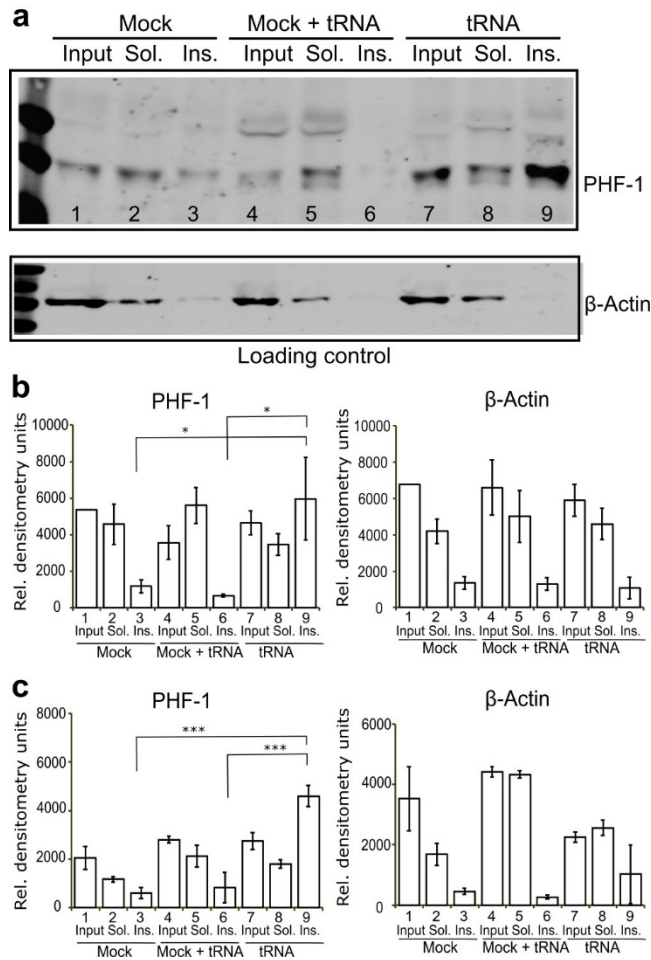 a
Mock Mock + tRNA tRNA
Input Sol. Ins. Input Sol. Ins. Input Sol. Ins.
PHF-1
1 2 3 4 5 6 7 8 9
β-Actin
Loading control
b
PHF-1
Rel. densitometry units
10000
8000
6000
4000
2000
0
*
*
1 2 3 4 5 6 7 8 9
Input Sol. Ins. Input Sol. Ins. Input Sol. Ins.
Mock Mock + tRNA tRNA
β-Actin
Rel. densitometry units
10000
8000
6000
4000
2000
0
1 2 3 4 5 6 7 8 9
Input Sol. Ins. Input Sol. Ins. Input Sol. Ins.
Mock Mock + tRNA tRNA
c
PHF-1
Rel. densitometry units
8000
6000
4000
2000
0
***
***
1 2 3 4 5 6 7 8 9
Input Sol. Ins. Input Sol. Ins. Input Sol. Ins.
Mock Mock + tRNA tRNA
β-Actin
Rel. densitometry units
6000
4000
2000
0
1 2 3 4 5 6 7 8 9
Input Sol. Ins. Input Sol. Ins. Input Sol. Ins.
Mock Mock + tRNA tRNA